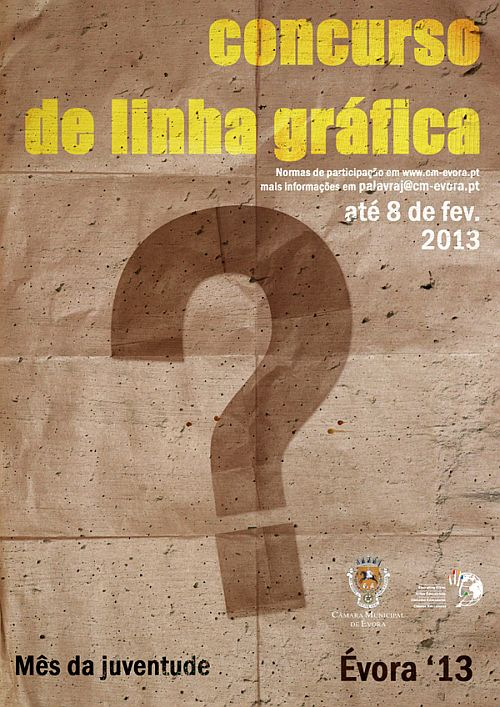 concurso
de linha gráfica
Normas de participação em www.cm-evora.pt
mais informações em palavraj@cm-evora.pt
até 8 de fev.
2013
?
CÂMARA MUNICIPAL
DE ÉVORA
Mês da juventude
Évora ‘13